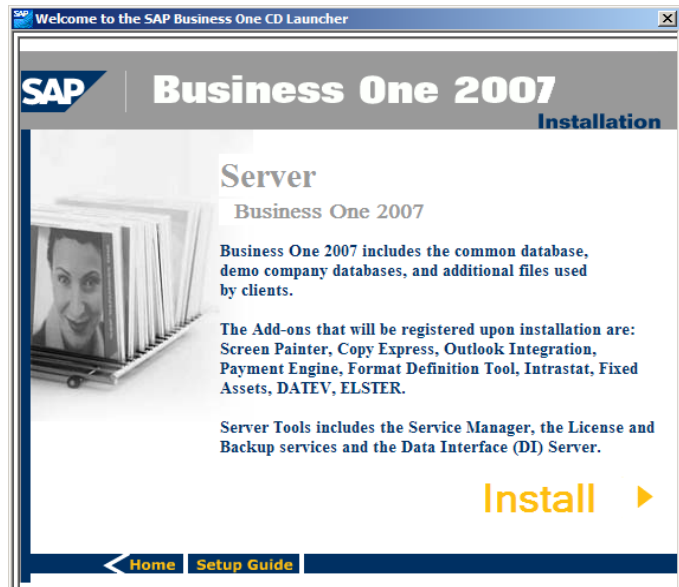 SAP Welcome to the SAP Business One CD Launcher
SAP Business One 2007
Installation
Server
Business One 2007
Business One 2007 includes the common database,
demo company databases, and additional files used
by clients.
The Add-ons that will be registered upon installation are:
Screen Painter, Copy Express, Outlook Integration,
Payment Engine, Format Definition Tool, Intrastat, Fixed
Assets, DATEV, ELSTER.
Server Tools includes the Service Manager, the License and
Backup services and the Data Interface (DI) Server.
Install
Home Setup Guide